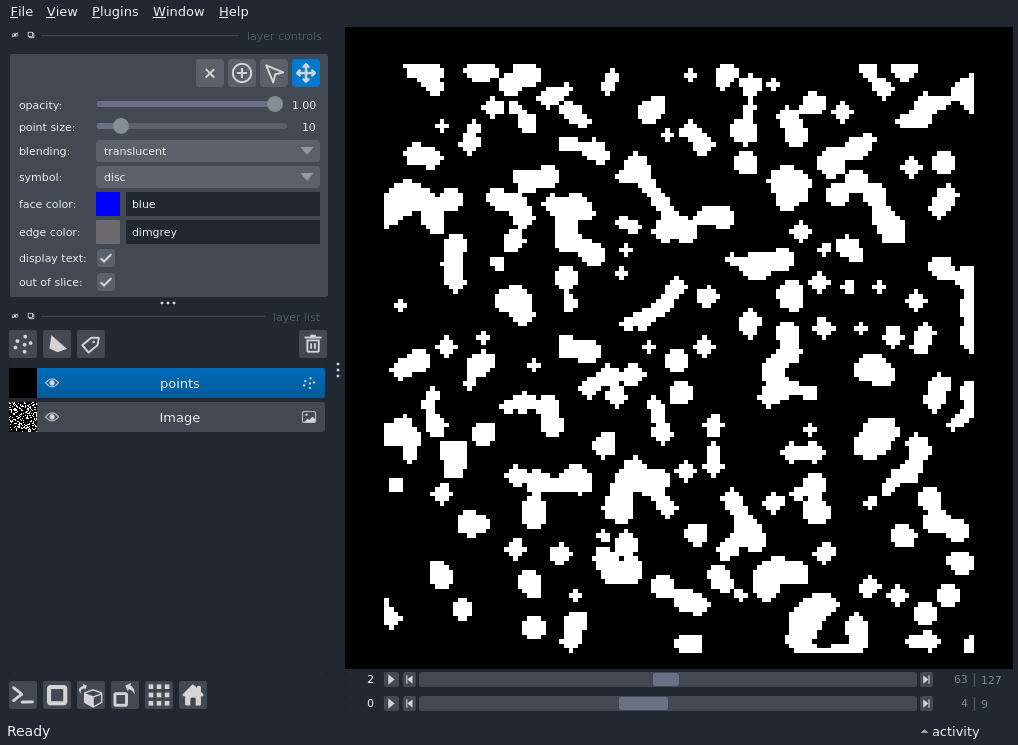 File View Plugins Window Help
layer controls
opacity: 1.00
point size: 10
blending: translucent
symbol: disc
face color: blue
edge color: dimgrey
display text:
out of slice:
layer list
points
Image
2 63 127
0 4 9
Ready activity